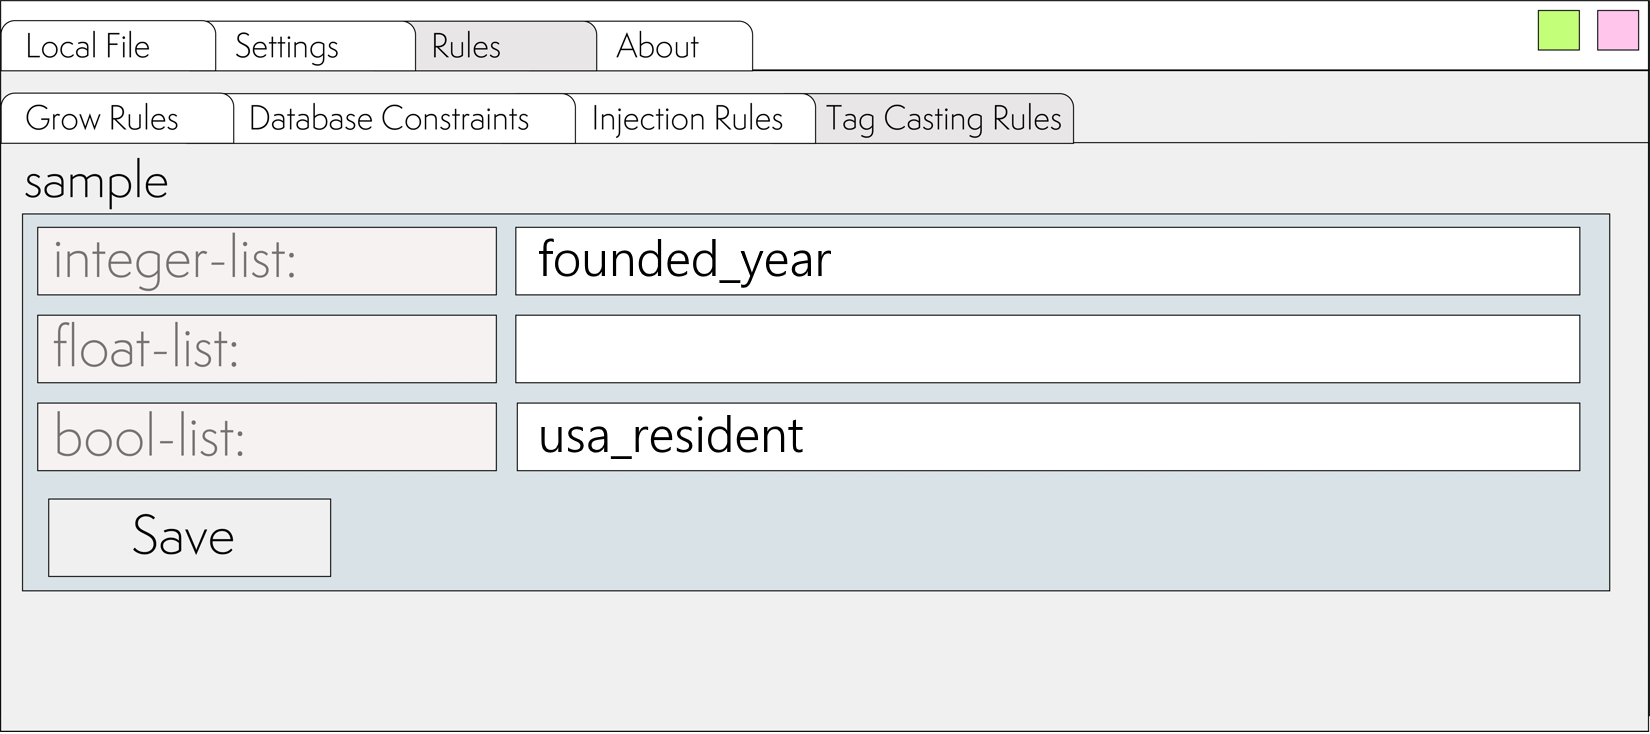 Local File Settings Rules About
Grow Rules Database Constraints Injection Rules Tag Casting Rules
sample
integer-list: founded_year
float-list:
bool-list: usa_resident
Save